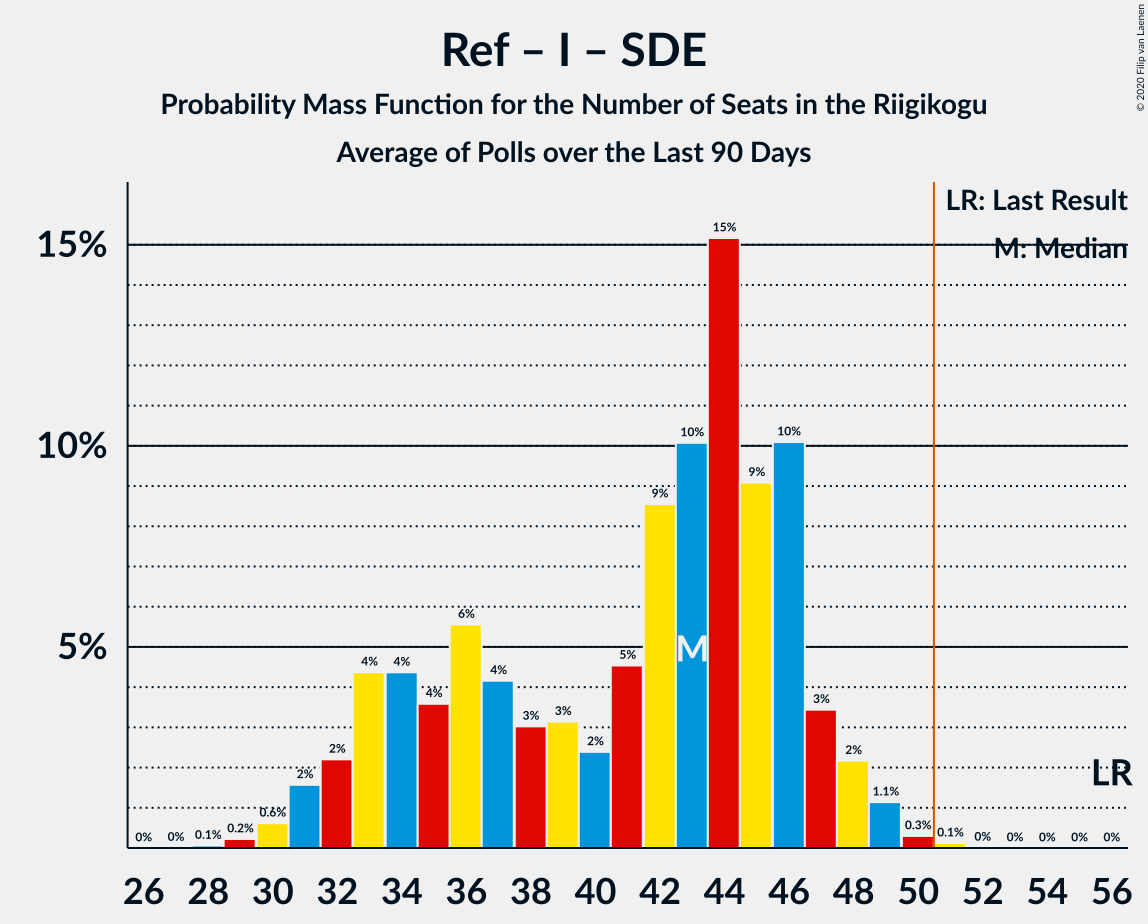 Ref – I – SDE
Probability Mass Function for the Number of Seats in the Riigikogu
Average of Polls over the Last 90 Days
© 2020 Filip van Laenen
LR: Last Result
M: Median
15%
10%
5%
0% 0% 0.1% 0.2% 0.6% 2% 2% 4% 4% 4% 6% 4% 3% 3% 2% 5% 9% 10% 15% 9% 10% 3% 2% 1.1% 0.3% 0.1% 0% 0% 0% 0% 0%
M
LR
26 28 30 32 34 36 38 40 42 44 46 48 50 52 54 56